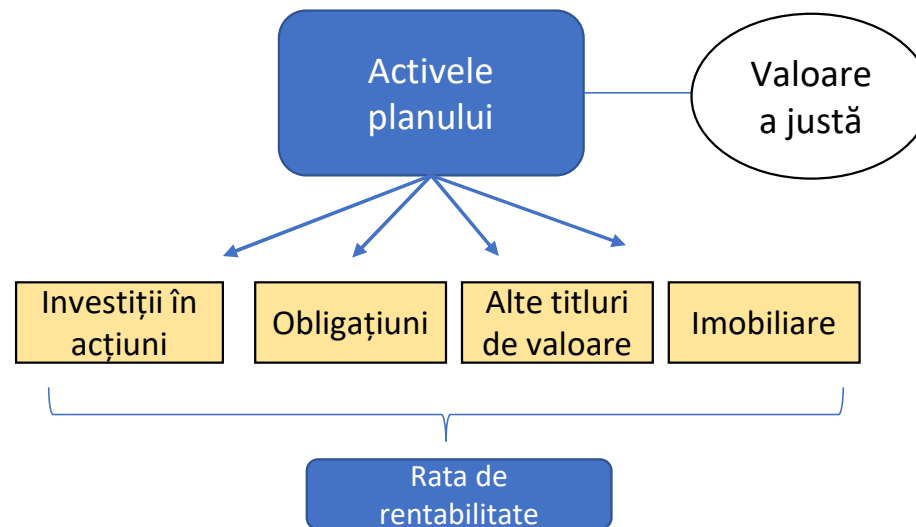 Activele
planului
Valoare
a justă
Investiții în
acțiuni
Obligațiuni
Alte titluri
de valoare
Imobiliare
Rata de
rentabilitate